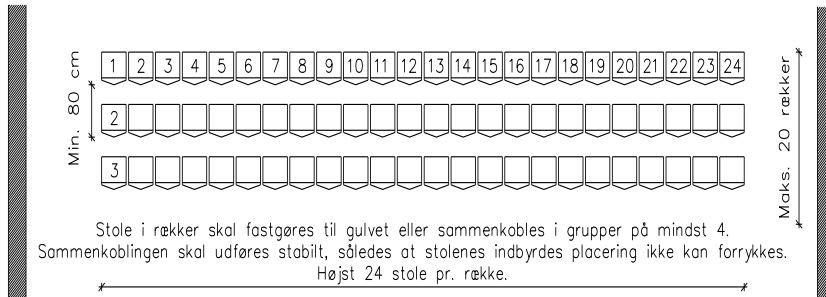 1 2 3 4 5 6 7 8 9 10 11 12 13 14 15 16 17 18 19 20 21 22 23 24
2
3
Min. 80 cm
Maks. 20 rækker
Stole i rækker skal fastgøres til gulvet eller sammenkobles i grupper på mindst 4.
Sammenkoblingen skal udføres stabilt, således at stolenes indbyrdes placering ikke kan forrykkes.
Højst 24 stole pr. række.